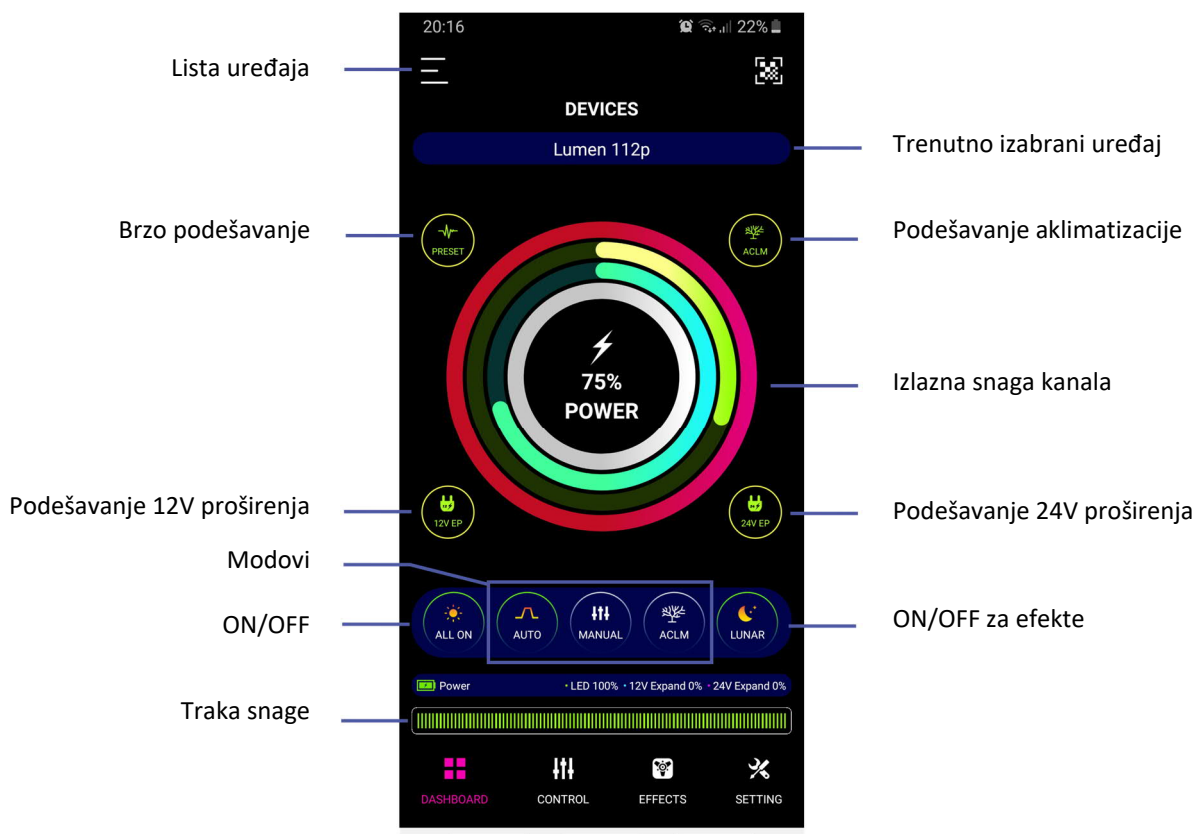 20:16
22%
Lista uređaja
DEVICES
Lumen 112p
Trenutno izabrani uređaj
Brzo podešavanje
PRESET
ACLM
Podešavanje aklimatizacije
75%
POWER
Izlazna snaga kanala
Podešavanje 12V proširenja
12V EP
24V EP
Podešavanje 24V proširenja
Modovi
ON/OFF
ALL ON
AUTO
MANUAL
ACLM
LUNAR
ON/OFF za efekte
Power
LED 100%
12V Expand 0%
24V Expand 0%
Traka snage
DASHBOARD
CONTROL
EFFECTS
SETTING